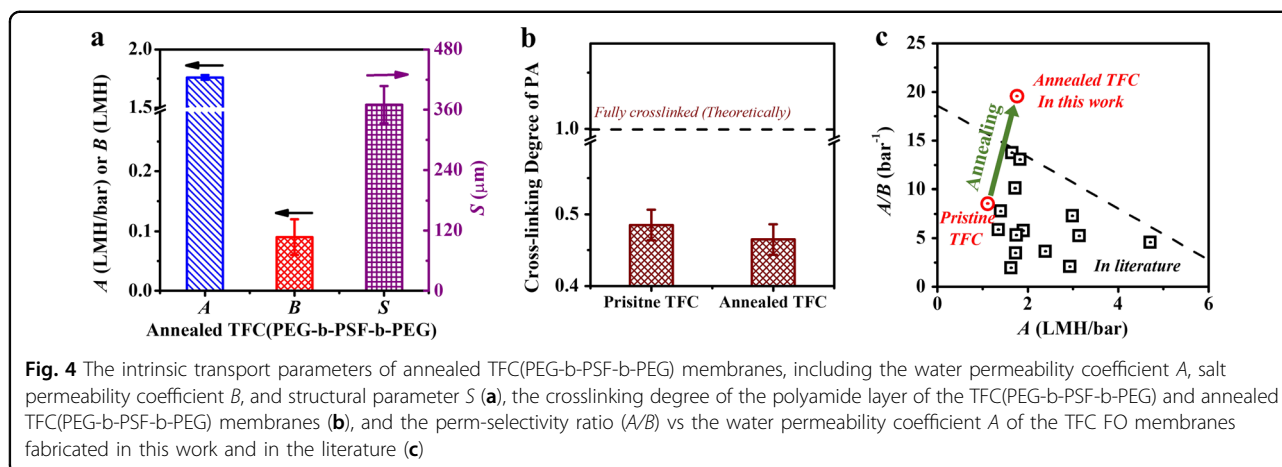 a
A (LMH/bar) or B (LMH)
2.0
1.5
0.2
0.1
0.0
480
360
240
120
0
S (μm)
A B S
Annealed TFC(PEG-b-PSF-b-PEG)
b
Cross-linking Degree of PA
Fully crosslinked (Theoretically)
1.0
0.5
0.4
Prisitne TFC Annealed TFC
c
A/B (bar⁻¹)
25
20
15
10
5
0
Annealed TFC
In this work
Annealing
Pristine
TFC
In literature
0 2 4 6
A (LMH/bar)
Fig. 4 The intrinsic transport parameters of annealed TFC(PEG-b-PSF-b-PEG) membranes, including the water permeability coefficient A, salt
permeability coefficient B, and structural parameter S (a), the crosslinking degree of the polyamide layer of the TFC(PEG-b-PSF-b-PEG) and annealed
TFC(PEG-b-PSF-b-PEG) membranes (b), and the perm-selectivity ratio (A/B) vs the water permeability coefficient A of the TFC FO membranes
fabricated in this work and in the literature (c)